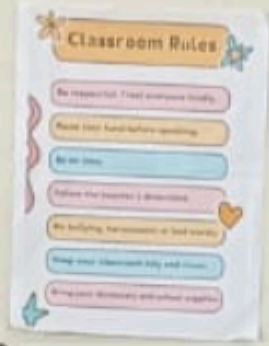 Classroom Rules
Be respectful. Treat everyone kindly.
Raise your hand before speaking.
Be on time.
Follow the teacher's directions.
No bullying, harassment or bad words.
Keep your classroom tidy and clean.
Bring your dictionary and school supplies.